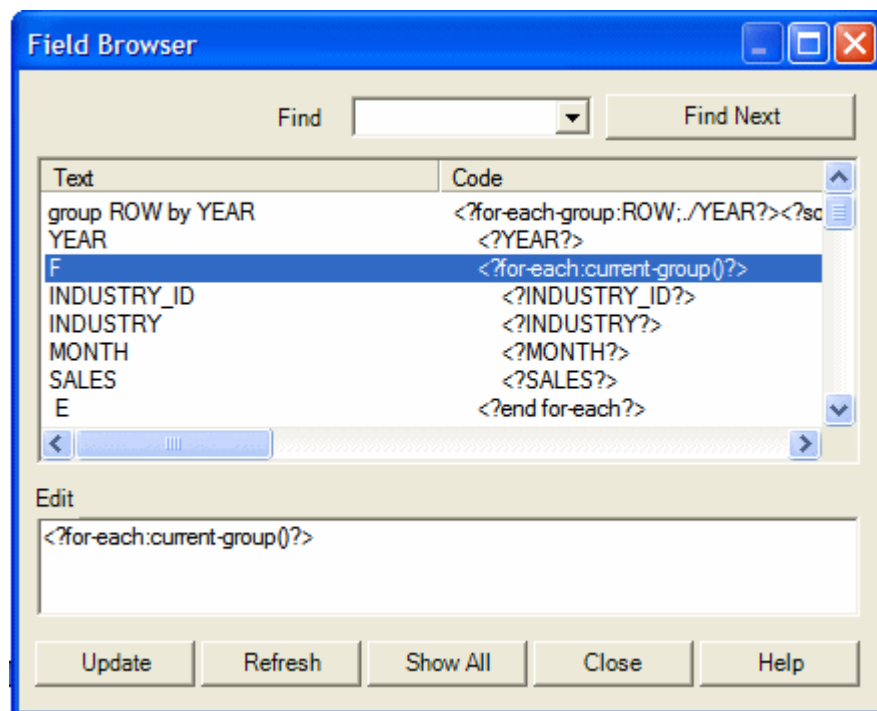 Field Browser
Find Find Next
Text Code
group ROW by YEAR <?for-each-group:ROW;./YEAR?><?so
YEAR <?YEAR?>
F <?for-each:current-group()?>
INDUSTRY_ID <?INDUSTRY_ID?>
INDUSTRY <?INDUSTRY?>
MONTH <?MONTH?>
SALES <?SALES?>
E <?end for-each?>
Edit
<?for-each:current-group()?>
Update Refresh Show All Close Help